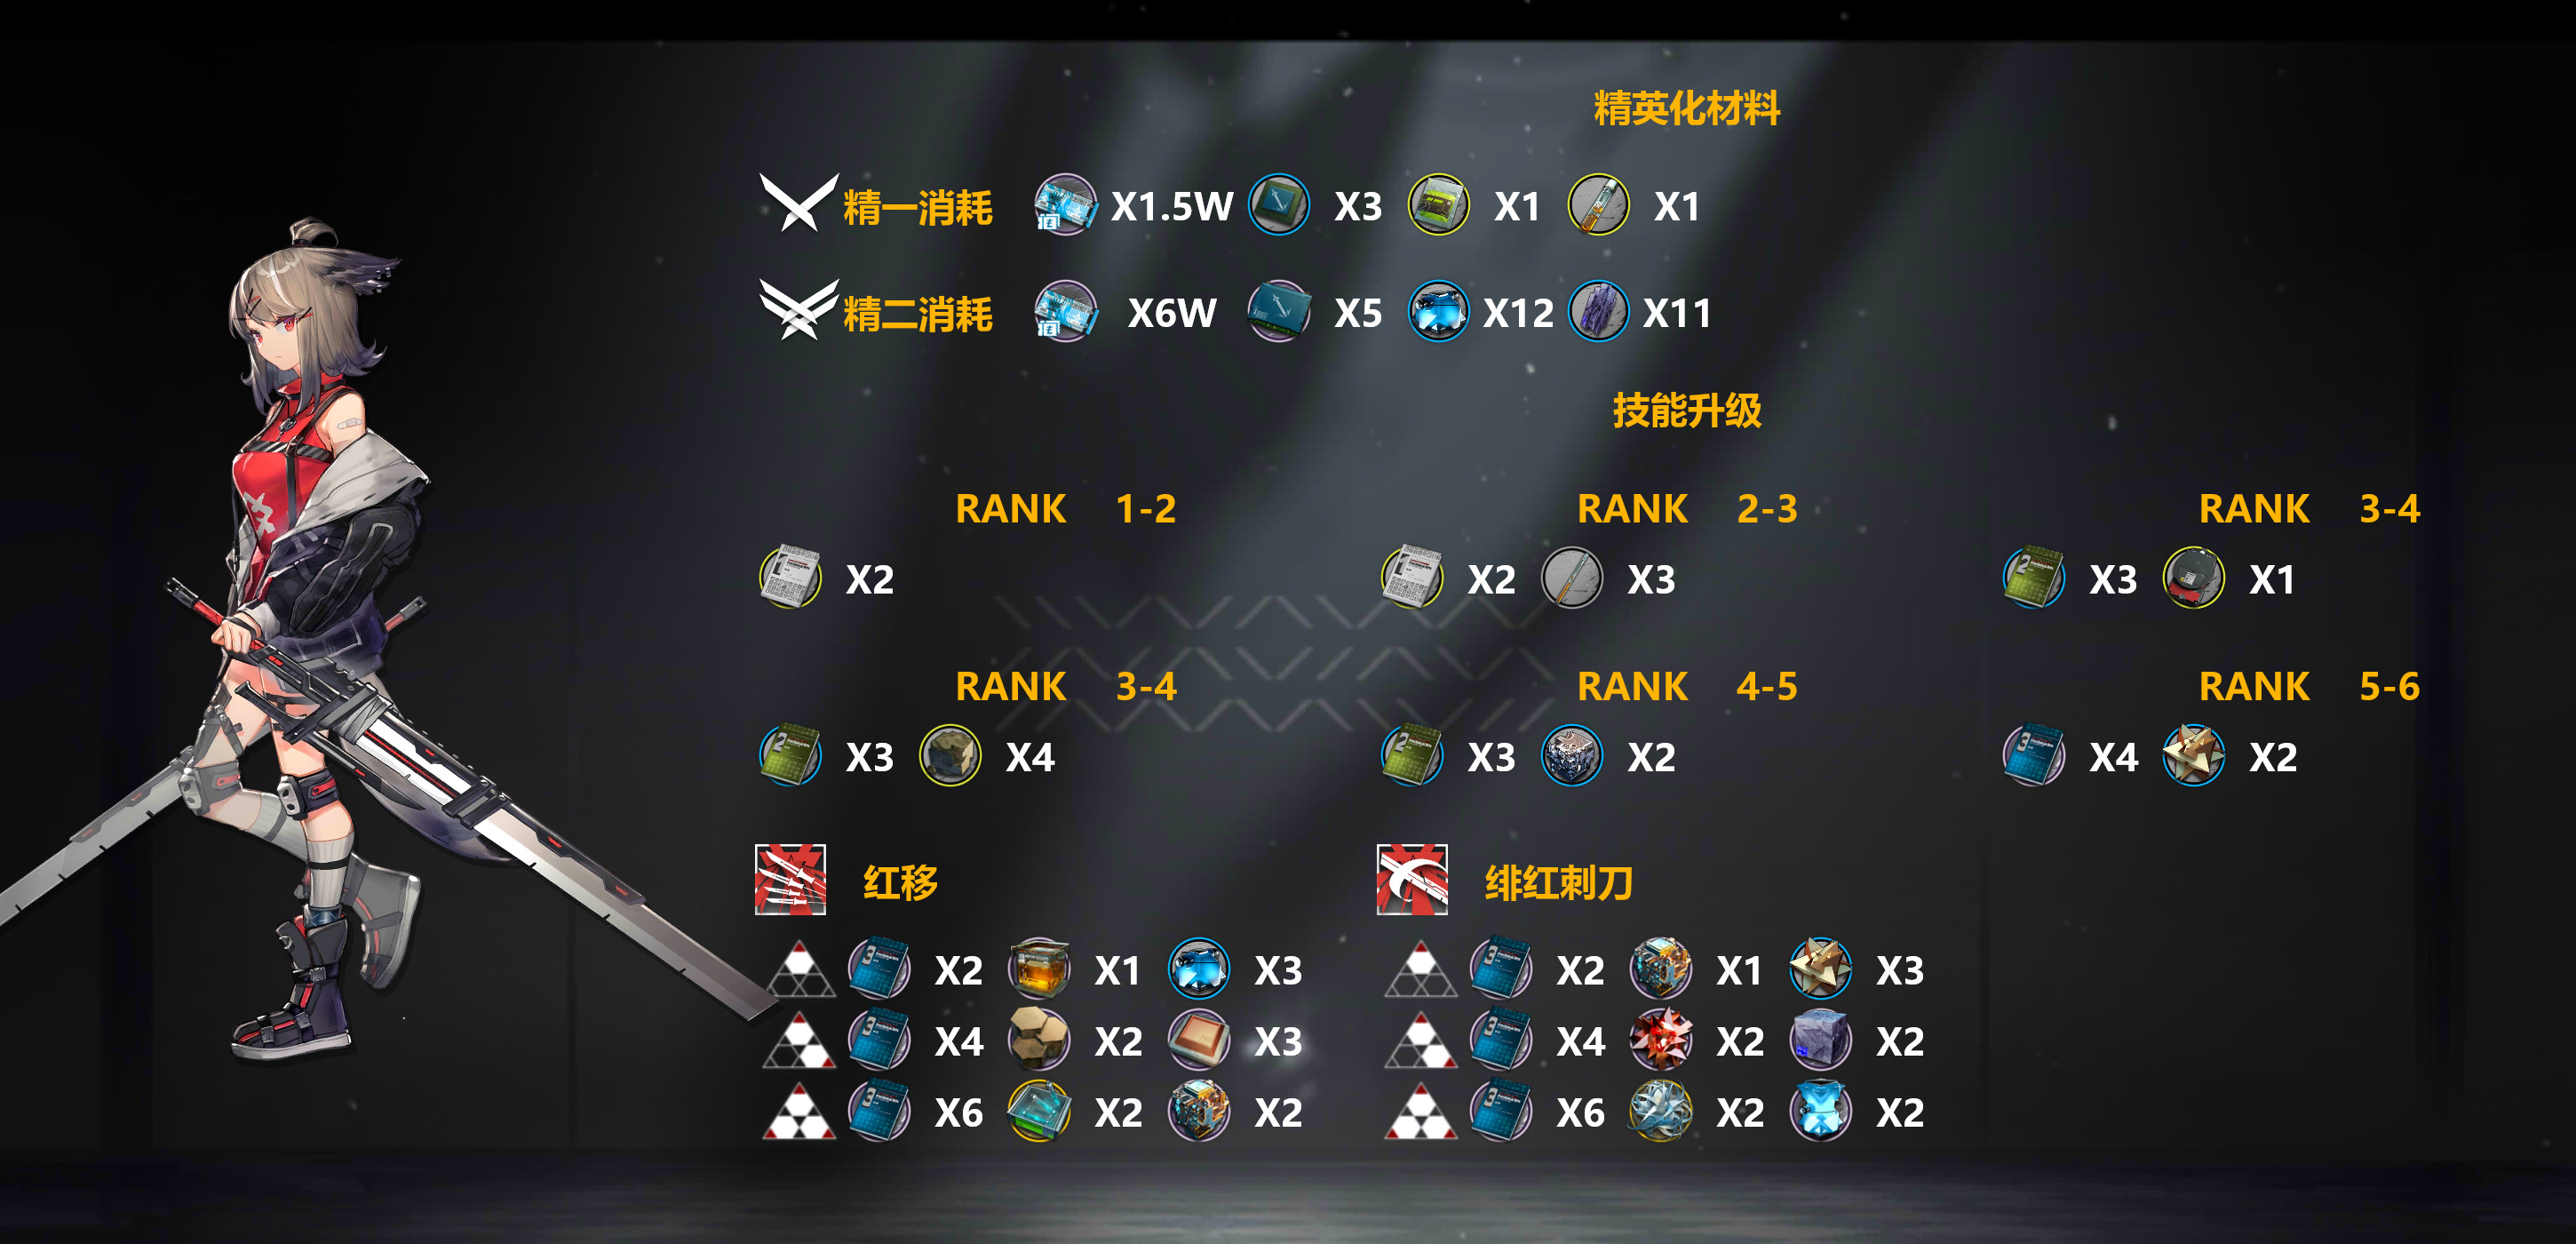 精英化材料
精一消耗 X1.5W X3 X1 X1
精二消耗 X6W X5 X12 X11
技能升级
RANK 1-2 RANK 2-3 RANK 3-4
X2 X2 X3 X3 X1
RANK 3-4 RANK 4-5 RANK 5-6
X3 X4 X3 X2 X4 X2
红移 绯红刺刀
X2 X1 X3 X2 X1 X3
X4 X2 X3 X4 X2 X2
X6 X2 X2 X6 X2 X2